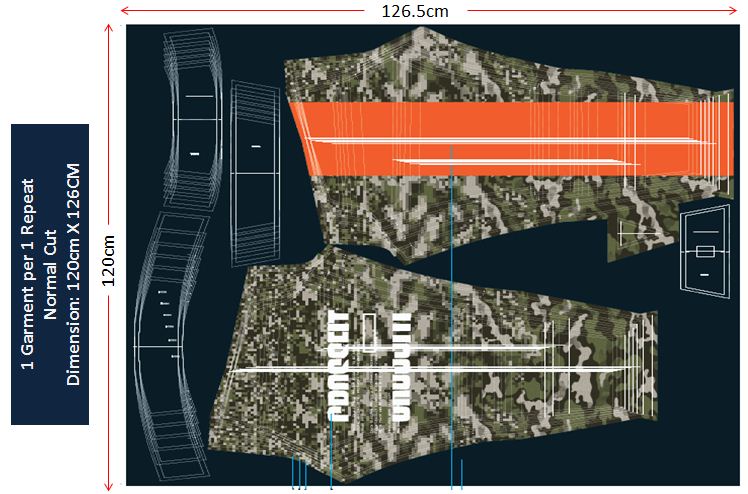 126.5cm
1 Garment per 1 Repeat
Normal Cut
Dimension: 120cm X 126CM
120cm